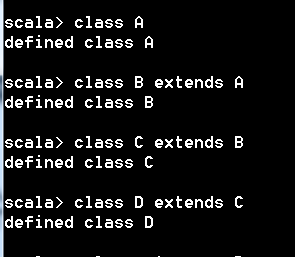 scala> class A
defined class A
scala> class B extends A
defined class B
scala> class C extends B
defined class C
scala> class D extends C
defined class D